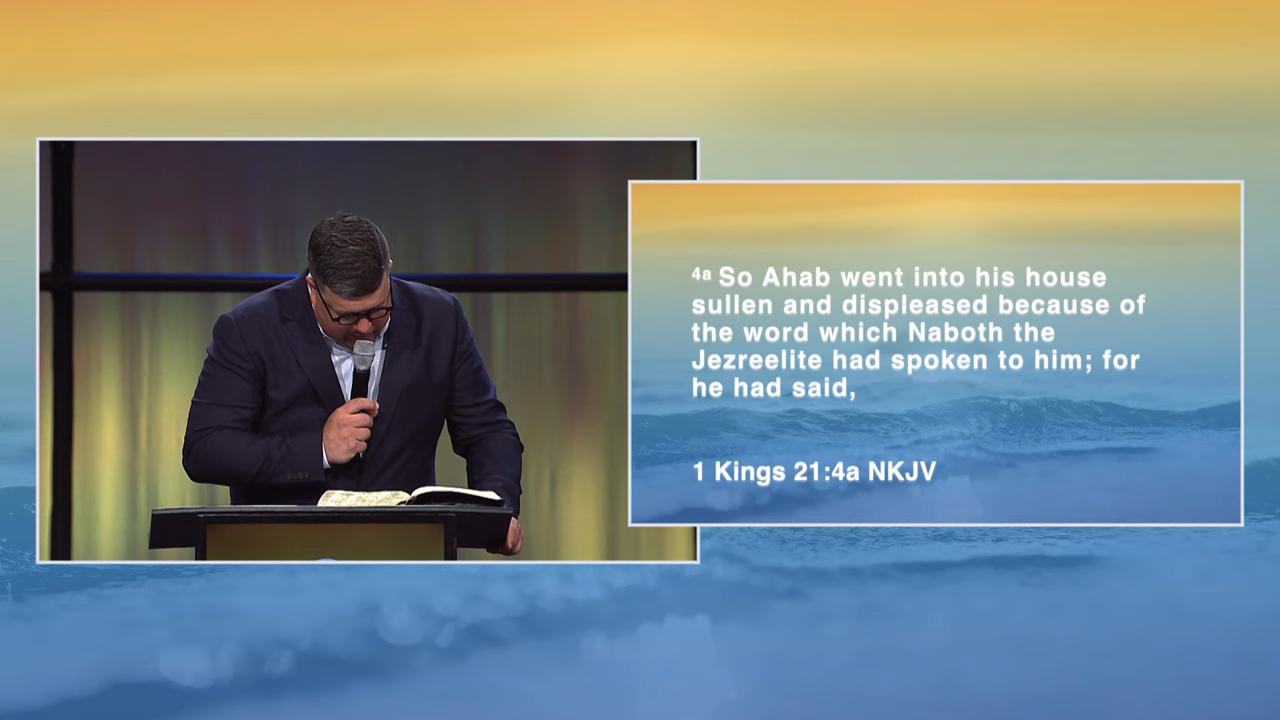 4a So Ahab went into his house
sullen and displeased because of
the word which Naboth the
Jezreelite had spoken to him; for
he had said,
1 Kings 21:4a NKJV